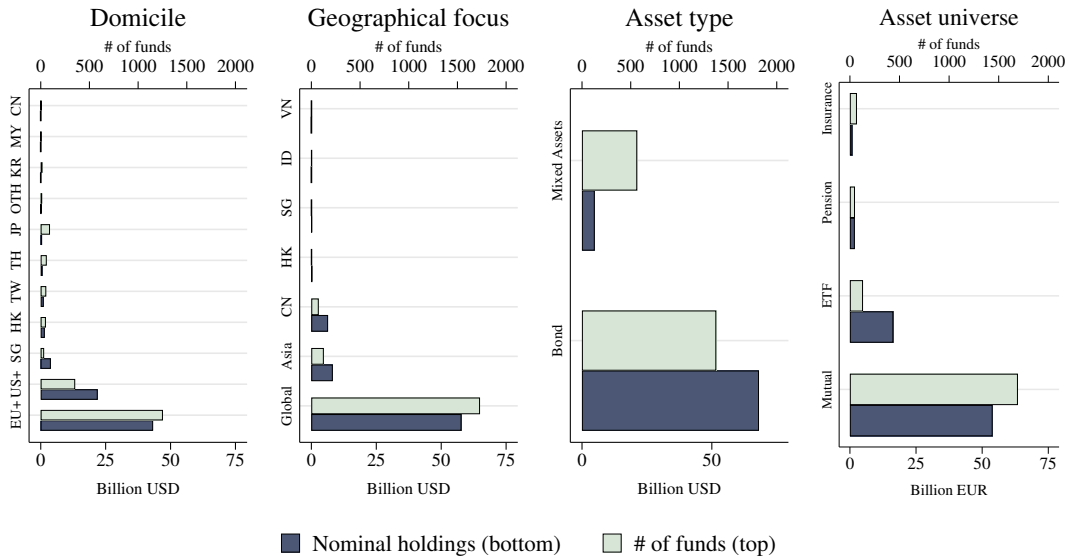 Domicile
# of funds
0 500 1000 1500 2000
CN
MY
KR
OTH
JP
TH
TW
HK
SG
US+
EU+
0 25 50 75
Billion USD
Geographical focus
# of funds
0 500 1000 1500 2000
VN
ID
SG
HK
CN
Asia
Global
0 25 50 75
Billion USD
Asset type
# of funds
0 500 1000 1500 2000
Mixed Assets
Bond
0 50
Billion USD
Asset universe
# of funds
0 500 1000 1500 2000
Insurance
Pension
ETF
Mutual
0 25 50 75
Billion EUR
Nominal holdings (bottom) # of funds (top)